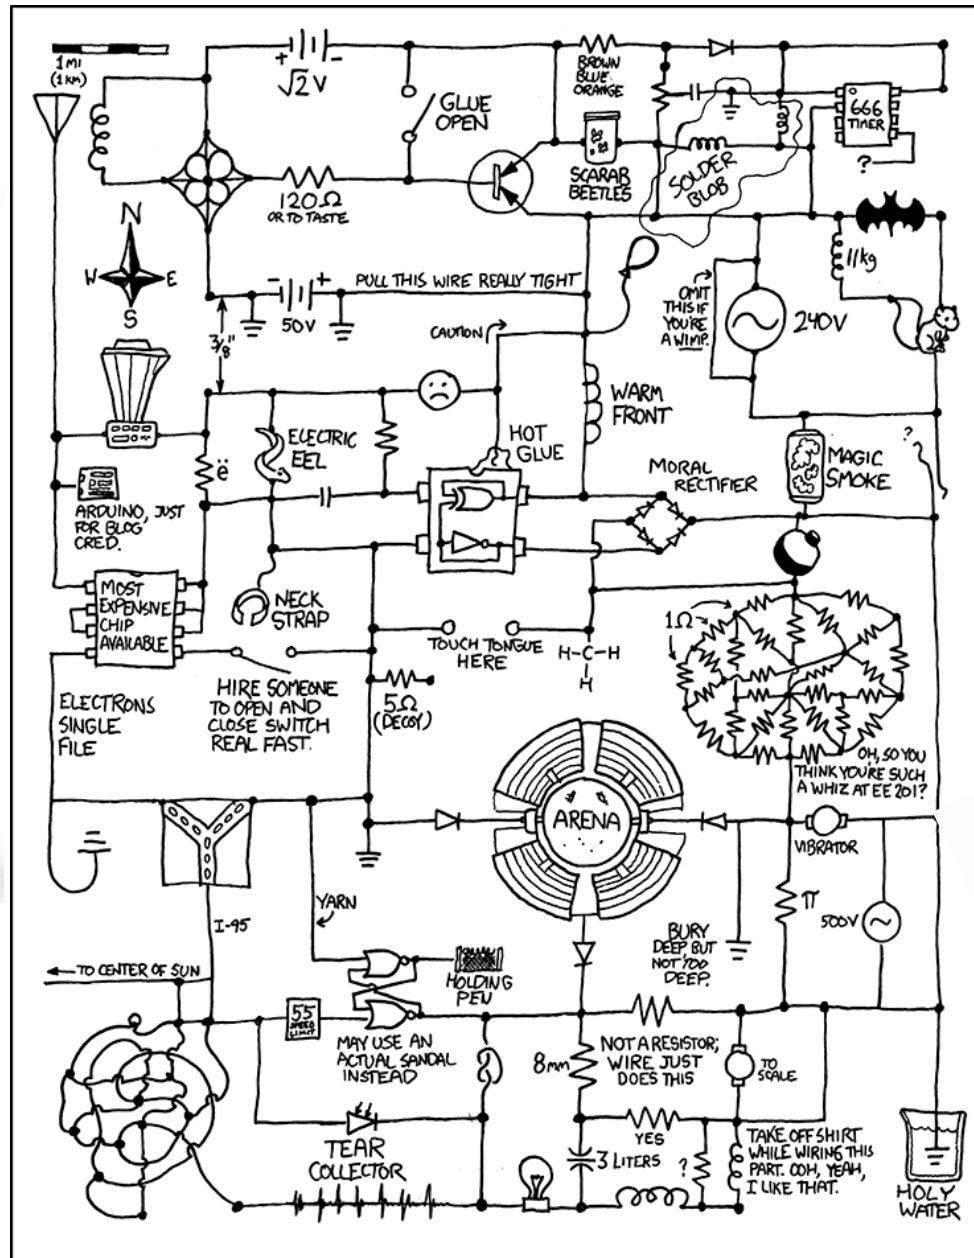 1 MI
(1 KM)
+ -
√2 V
GLUE
OPEN
BROWN
BLUE
ORANGE
666
TIMER
?
SCARAB
BEETLES
SOLDER
BLOB
120Ω
OR TO TASTE
N
W E
S
- +
50V
PULL THIS WIRE REALLY TIGHT
3/8"
CAUTION
OMIT
THIS IF
YOU'RE
A WIMP.
240V
11kg
WARM
FRONT
ELECTRIC
EEL
HOT
GLUE
ë
MORAL
RECTIFIER
MAGIC
SMOKE
?
ARDUINO, JUST
FOR BLOG
CRED.
MOST
EXPENSIVE
CHIP
AVAILABLE
NECK
STRAP
TOUCH TONGUE
HERE
H-C-H
H
1Ω
ELECTRONS
SINGLE
FILE
HIRE SOMEONE
TO OPEN AND
CLOSE SWITCH
REAL FAST.
5Ω
(DECOY)
OH, SO YOU
THINK YOU'RE SUCH
A WHIZ AT EE 201?
ARENA
VIBRATOR
π
500V
I-95
YARN
BURY
DEEP, BUT
NOT TOO
DEEP.
TO CENTER OF SUN
HOLDING
PEN
55
SPEED
LIMIT
MAY USE AN
ACTUAL SANDAL
INSTEAD
8mm
NOT A RESISTOR;
WIRE JUST
DOES THIS
TO
SCALE
YES
TEAR
COLLECTOR
3 LITERS
?
TAKE OFF SHIRT
WHILE WIRING THIS
PART. OOH, YEAH,
I LIKE THAT.
HOLY
WATER